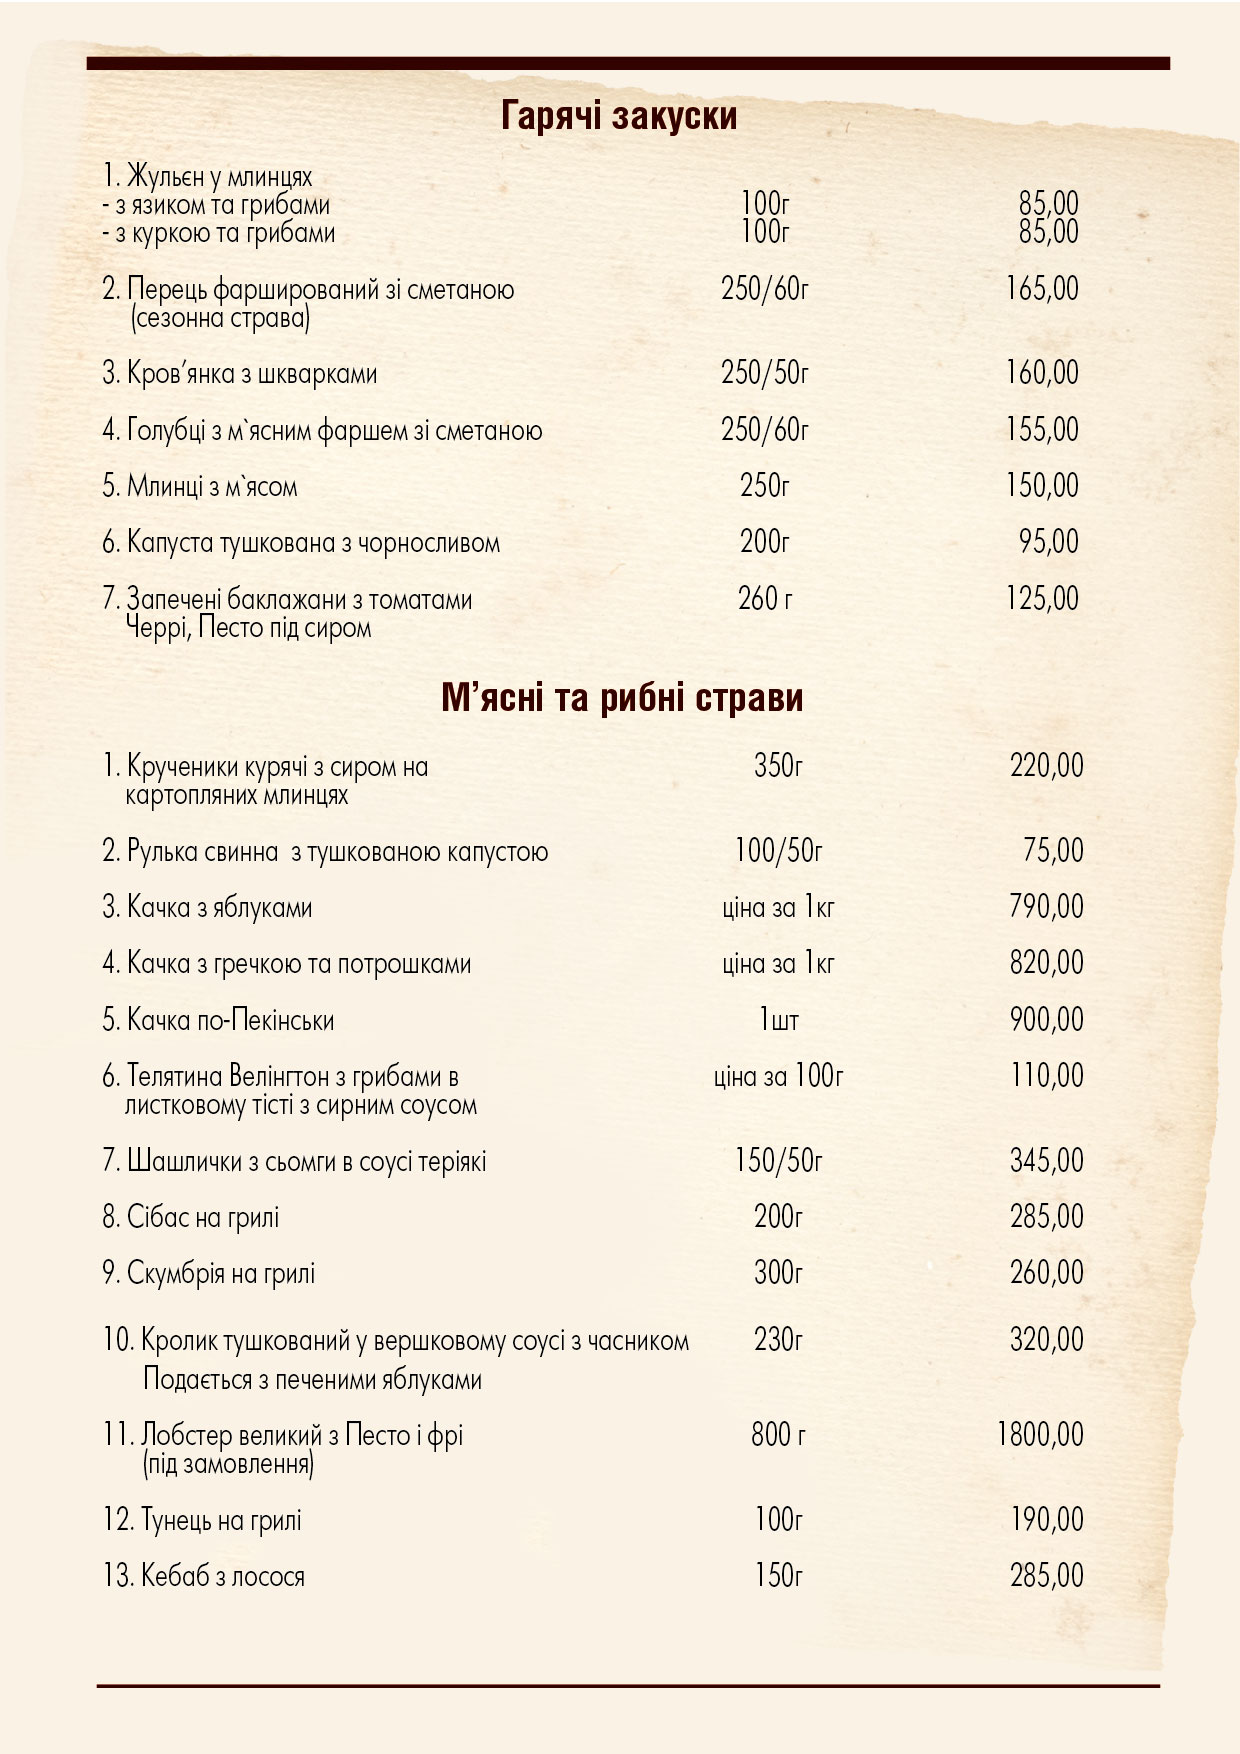 Гарячі закуски
1. Жульєн у млинцях
- з язиком та грибами 100г 85,00
- з куркою та грибами 100г 85,00
2. Перець фарширований зі сметаною 250/60г 165,00
(сезонна страва)
3. Кров’янка з шкварками 250/50г 160,00
4. Голубці з м`ясним фаршем зі сметаною 250/60г 155,00
5. Млинці з м`ясом 250г 150,00
6. Капуста тушкована з чорносливом 200г 95,00
7. Запечені баклажани з томатами 260 г 125,00
Черрі, Песто під сиром
М’ясні та рибні страви
1. Крученики курячі з сиром на 350г 220,00
картопляних млинцях
2. Рулька свинна з тушкованою капустою 100/50г 75,00
3. Качка з яблуками ціна за 1кг 790,00
4. Качка з гречкою та потрошками ціна за 1кг 820,00
5. Качка по-Пекінськи 1шт 900,00
6. Телятина Велінгтон з грибами в ціна за 100г 110,00
листковому тісті з сирним соусом
7. Шашлички з сьомги в соусі теріякі 150/50г 345,00
8. Сібас на грилі 200г 285,00
9. Скумбрія на грилі 300г 260,00
10. Кролик тушкований у вершковому соусі з часником 230г 320,00
Подається з печеними яблуками
11. Лобстер великий з Песто і фрі 800 г 1800,00
(під замовлення)
12. Тунець на грилі 100г 190,00
13. Кебаб з лосося 150г 285,00